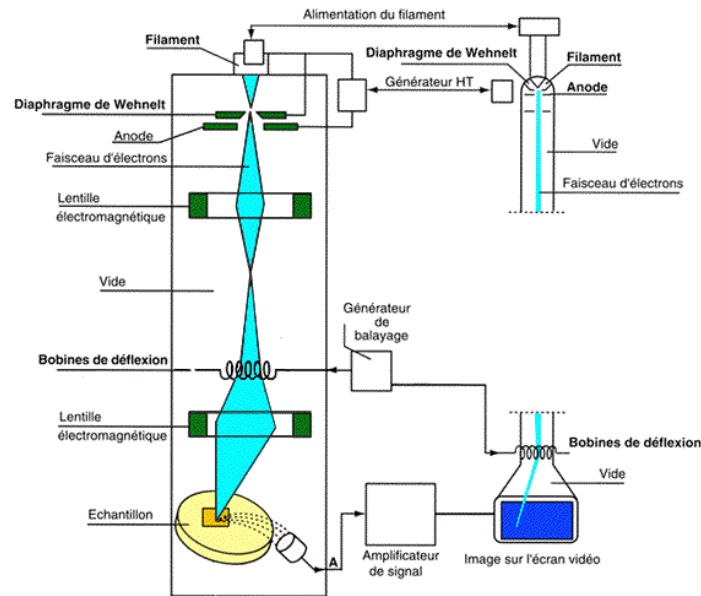 Alimentation du filament
Filament
Diaphragme de Wehnelt
Filament
Générateur HT
Anode
Diaphragme de Wehnelt
Anode
Vide
Faisceau d'électrons
Faisceau d'électrons
Lentille
électromagnétique
Vide
Générateur
de
balayage
Bobines de déflexion
Lentille
électromagnétique
Bobines de déflexion
Vide
Echantillon
A
Amplificateur
de signal
Image sur l'écran vidéo